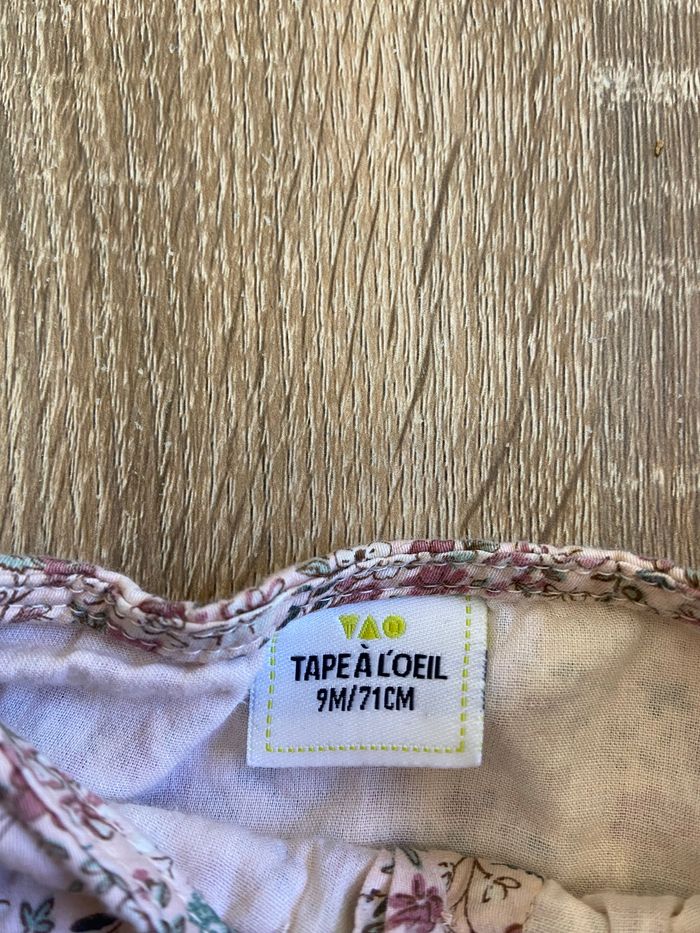 TAO
TAPE À L'OEIL
9M/71CM